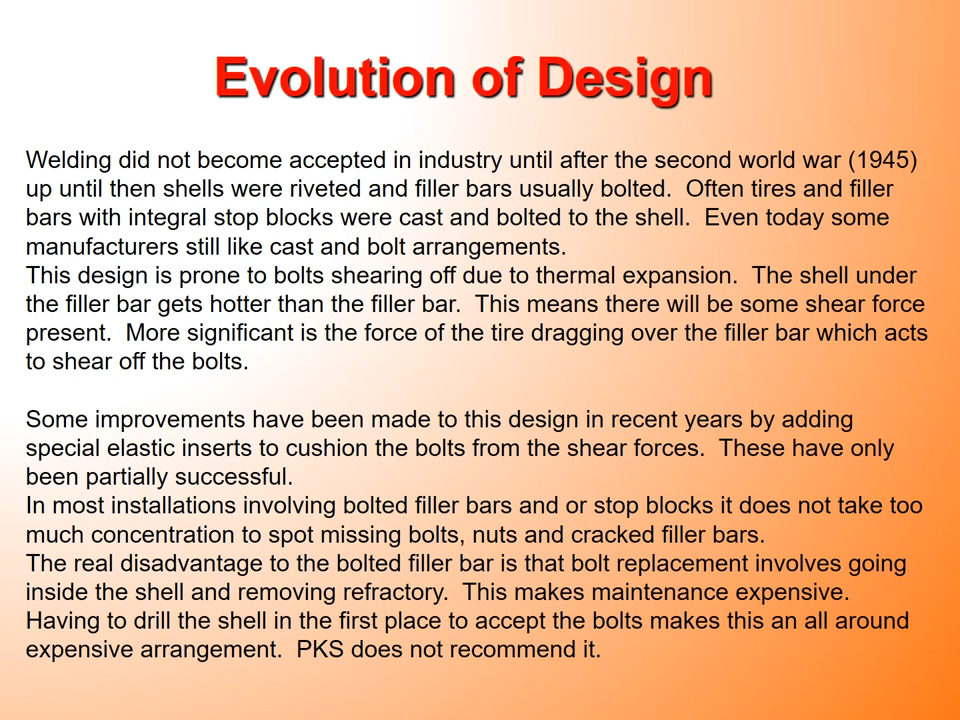 Evolution of Design
Welding did not become accepted in industry until after the second world war (1945)
up until then shells were riveted and filler bars usually bolted.  Often tires and filler
bars with integral stop blocks were cast and bolted to the shell.  Even today some
manufacturers still like cast and bolt arrangements.
This design is prone to bolts shearing off due to thermal expansion.  The shell under
the filler bar gets hotter than the filler bar.  This means there will be some shear force
present.  More significant is the force of the tire dragging over the filler bar which acts
to shear off the bolts.
Some improvements have been made to this design in recent years by adding
special elastic inserts to cushion the bolts from the shear forces.  These have only
been partially successful.
In most installations involving bolted filler bars and or stop blocks it does not take too
much concentration to spot missing bolts, nuts and cracked filler bars.
The real disadvantage to the bolted filler bar is that bolt replacement involves going
inside the shell and removing refractory.  This makes maintenance expensive.
Having to drill the shell in the first place to accept the bolts makes this an all around
expensive arrangement.  PKS does not recommend it.